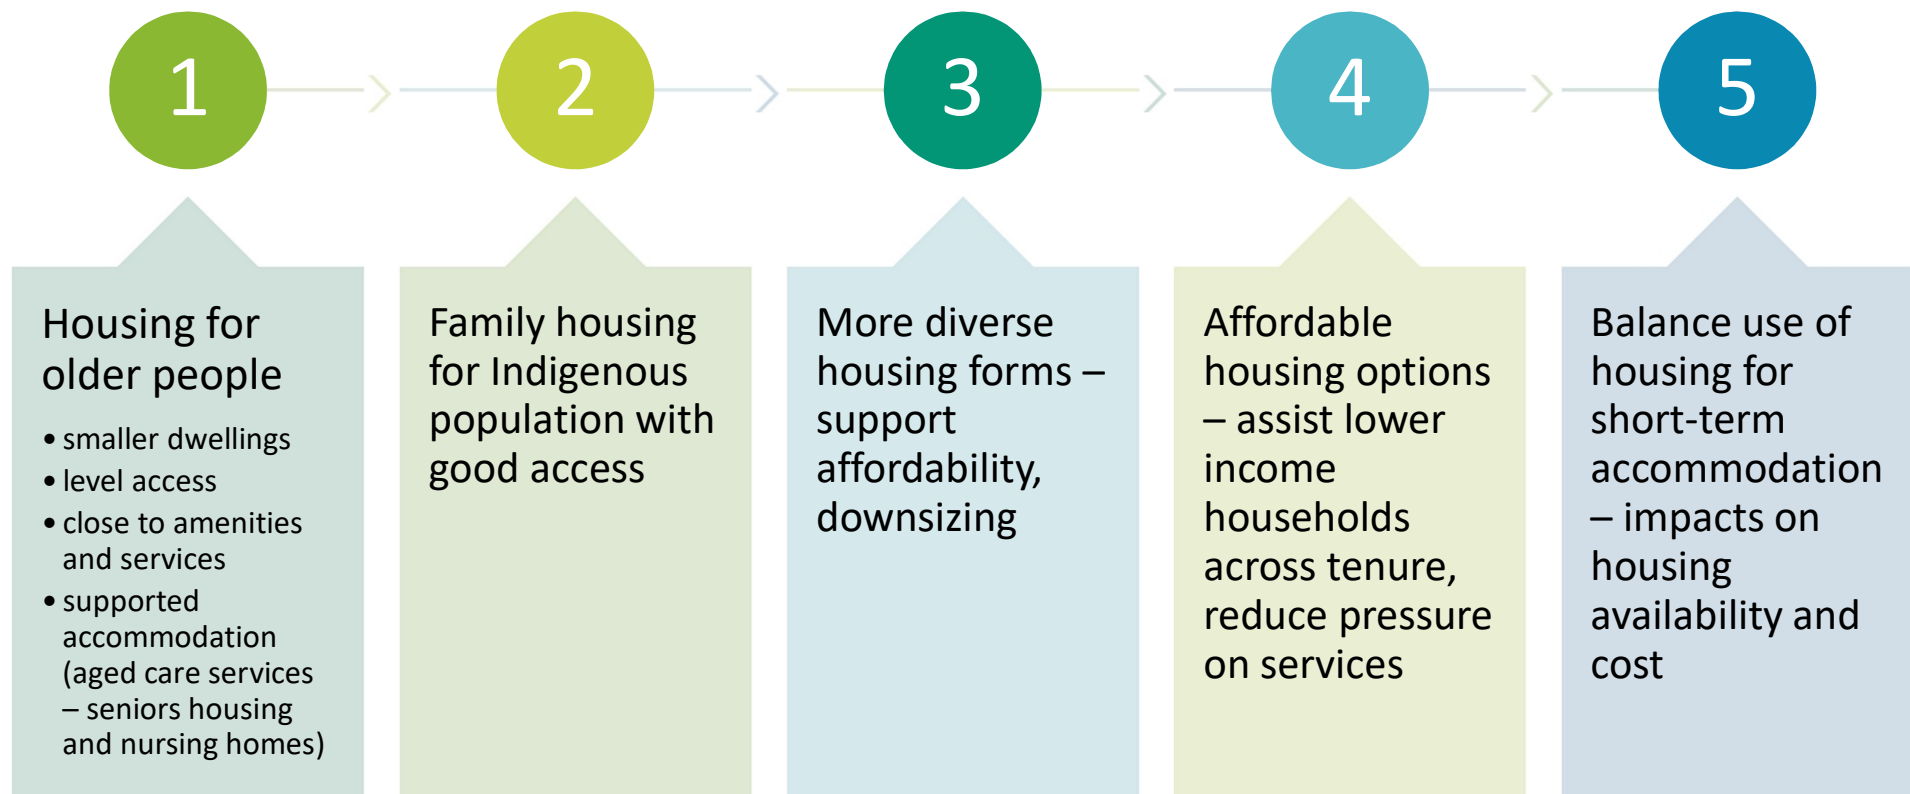 1
2
3
4
5
Housing for
older people
• smaller dwellings
• level access
• close to amenities
and services
• supported
accommodation
(aged care services
– seniors housing
and nursing homes)
Family housing
for Indigenous
population with
good access
More diverse
housing forms –
support
affordability,
downsizing
Affordable
housing options
– assist lower
income
households
across tenure,
reduce pressure
on services
Balance use of
housing for
short-term
accommodation
– impacts on
housing
availability and
cost